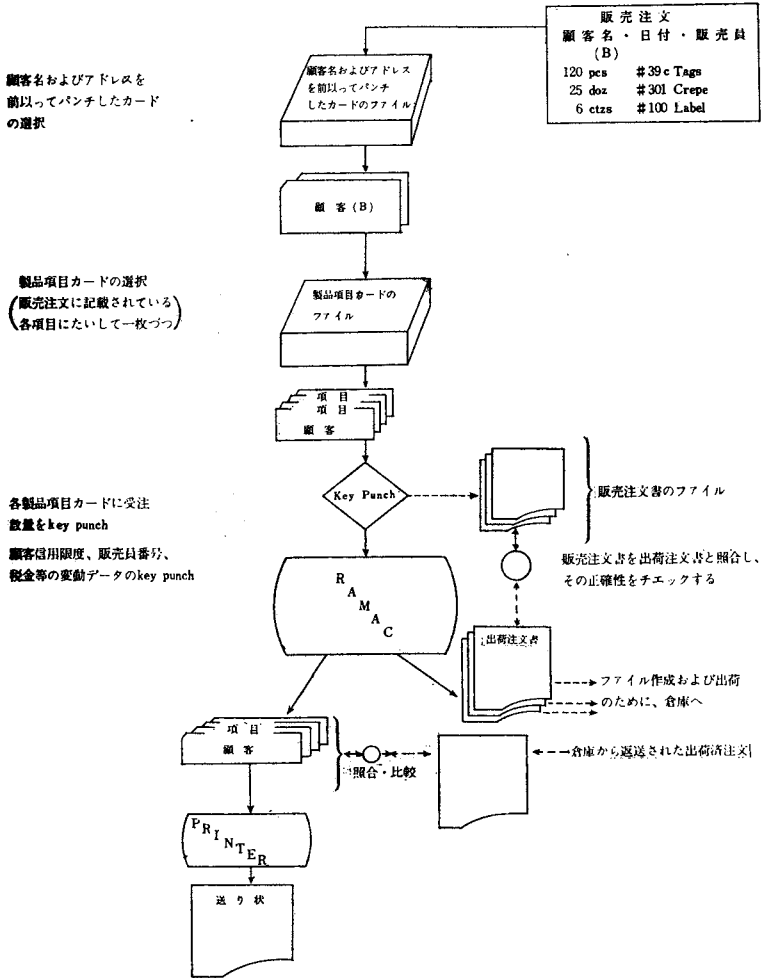 販売注文
顧客名・日付・販売員
(B)
120 pcs #39c Tags
25 doz #301 Crepe
6 ctzs #100 Label
顧客名およびアドレスを
前以ってパンチしたカード
の選択
顧客名およびアドレス
を前以ってパンチ
したカードのファイル
顧客(B)
製品項目カードの選択
(販売注文に記載されている
各項目にたいして一枚づつ)
製品項目カードの
ファイル
項目
項目
顧客
Key Punch
販売注文書のファイル
各製品項目カードに受注
数量をkey punch
顧客信用限度、販売員番号、
税金等の変動データのkey punch
販売注文書を出荷注文書と照合し、
その正確性をチエックする
RAMAC
出荷注文書
ファイル作成および出荷
のために、倉庫へ
項目
顧客
照合・比較
倉庫から返送された出荷済注文
PRINTER
送り状